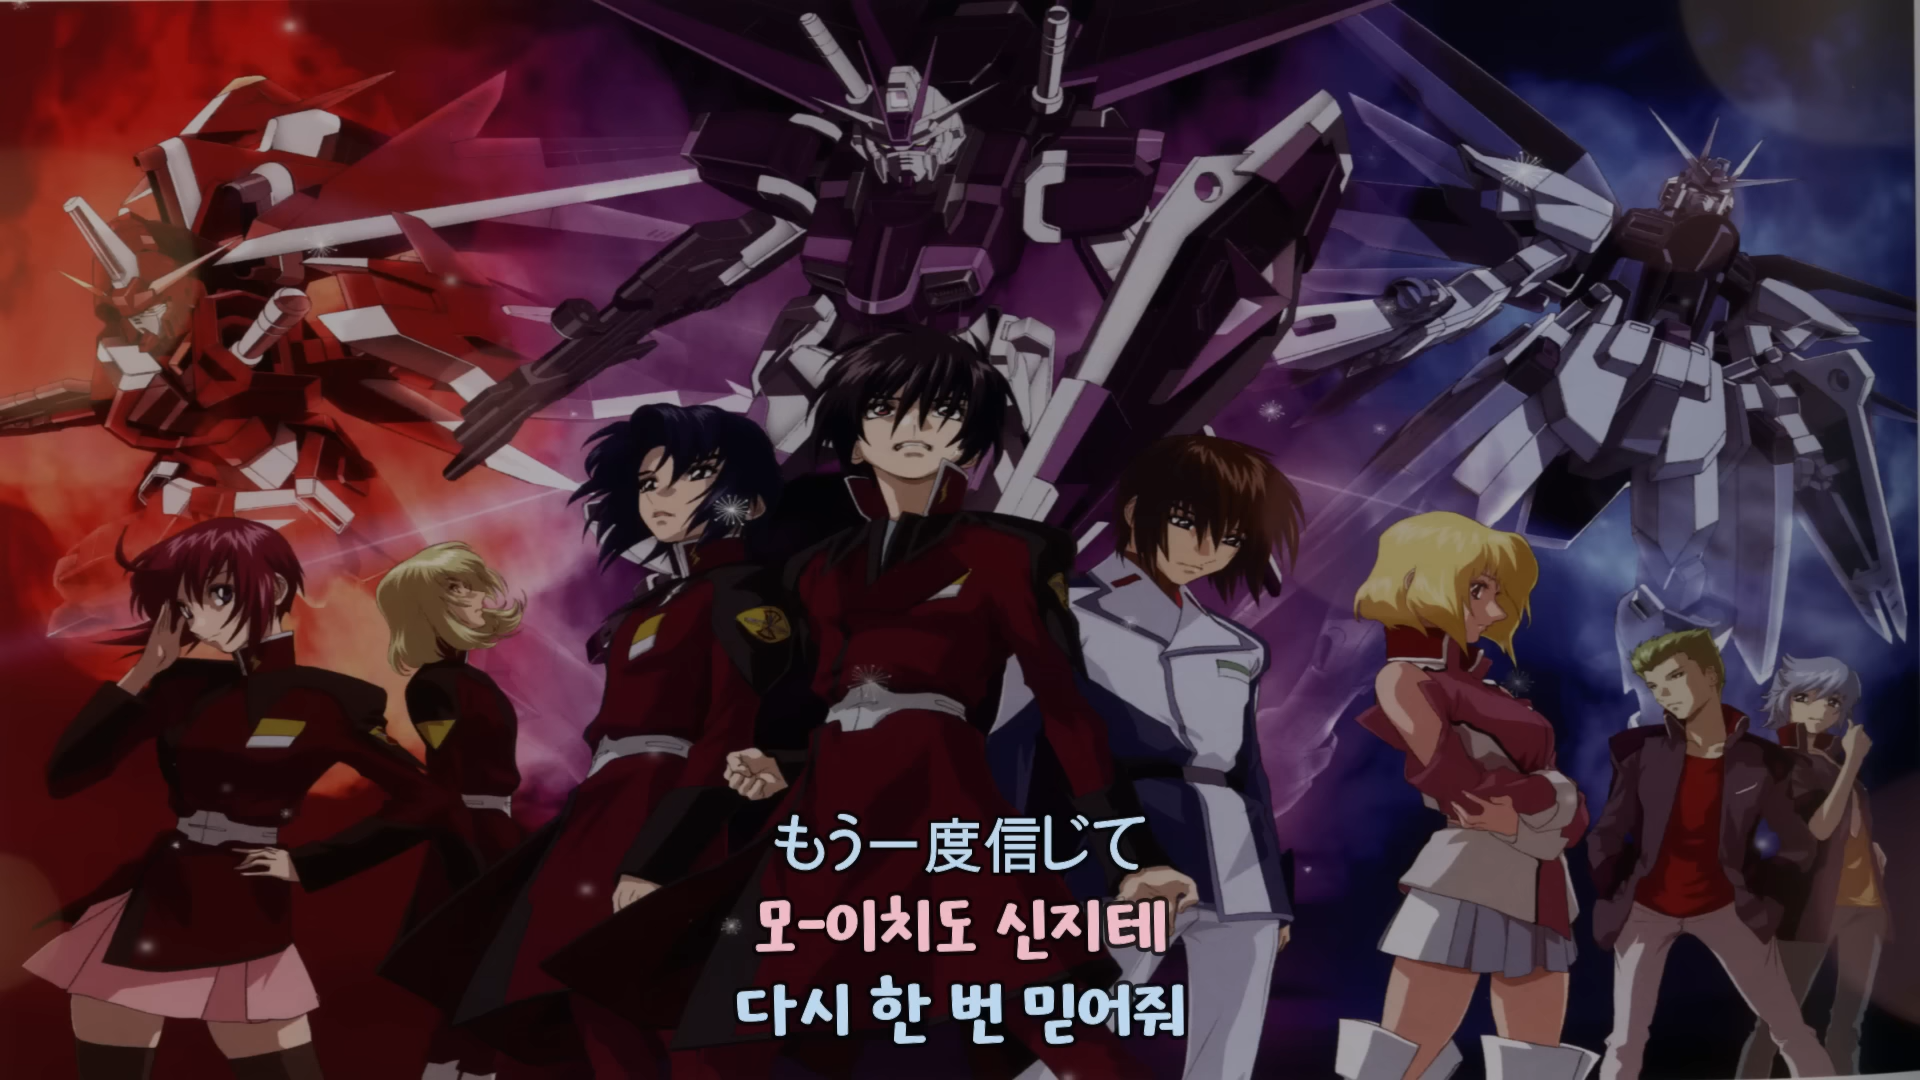 もう一度信じて
모-이치도 신지테
다시 한 번 믿어줘